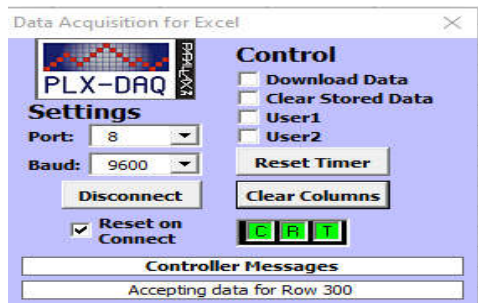 Data Acquisition for Excel
PLX-DAQ
PARALLAX
Settings
Port: 8
Baud: 9600
Disconnect
Reset on
Connect
Control
Download Data
Clear Stored Data
User1
User2
Reset Timer
Clear Columns
C R T
Controller Messages
Accepting data for Row 300